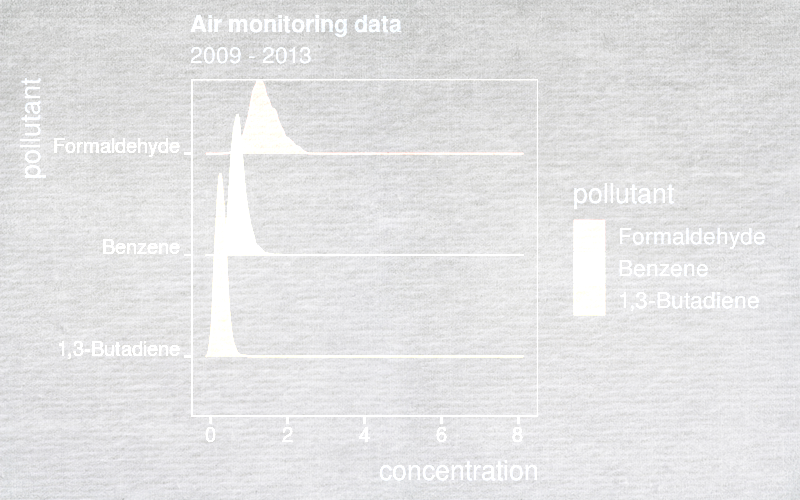 Air monitoring data
2009 - 2013
pollutant
Formaldehyde
Benzene
1,3-Butadiene
0 2 4 6 8
concentration
pollutant
Formaldehyde
Benzene
1,3-Butadiene